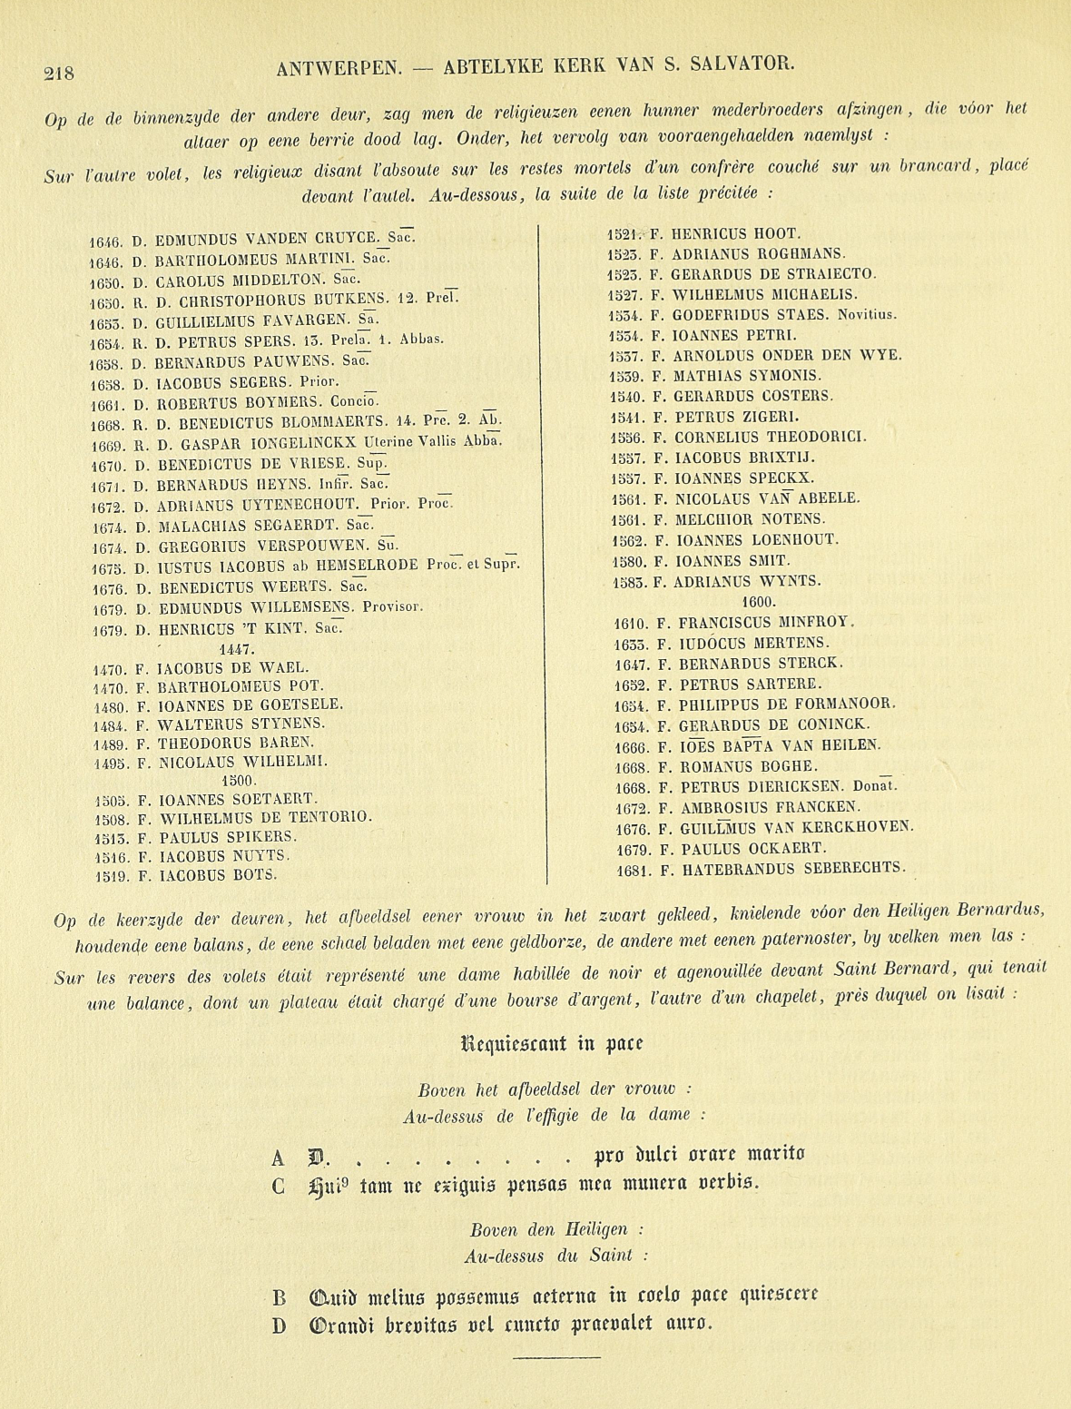 218
ANTWERPEN. — ABTELYKE KERK VAN S. SALVATOR.
Op de de binnenzyde der andere deur, zag men de religieuzen eenen hunner mederbroeders afzingen, die vóor het
altaer op eene berrie dood lag. Onder, het vervolg van vooraengehaelden naemlyst :
Sur l'autre volet, les religieux disant l'absoute sur les restes mortels d'un confrère couché sur un brancard, placé
devant l'autel. Au-dessous, la suite de la liste précitée :
1646. D. EDMUNDUS VANDEN CRUYCE. Sac̅.
1646. D. BARTHOLOMEUS MARTINI. Sac̅.
1650. D. CAROLUS MIDDELTON. Sac̅.
1650. R. D. CHRISTOPHORUS BUTKENS. 12. Prel̅.
1653. D. GUILLIELMUS FAVARGEN. Sa̅.
1654. R. D. PETRUS SPERS. 13. Prela̅. 1. Abbas.
1658. D. BERNARDUS PAUWENS. Sac̅.
1658. D. IACOBUS SEGERS. Prior.
1661. D. ROBERTUS BOYMERS. Concio̅.
1668. R. D. BENEDICTUS BLOMMAERTS. 14. Pre̅. 2. Ab̅.
1669. R. D. GASPAR IONGELINCKX Uterine Vallis Abba̅.
1670. D. BENEDICTUS DE VRIESE. Sup̅.
1671. D. BERNARDUS HEYNS. Infir̅. Sac̅.
1672. D. ADRIANUS UYTENECHOUT. Prior. Proc̅.
1674. D. MALACHIAS SEGAERDT. Sac̅.
1674. D. GREGORIUS VERSPOUWEN. Su̅.
1675. D. IUSTUS IACOBUS ab HEMSELRODE Proc̅. et Supr̅.
1676. D. BENEDICTUS WEERTS. Sac̅.
1679. D. EDMUNDUS WILLEMSENS. Provisor.
1679. D. HENRICUS 'T KINT. Sac̅.
1447.
1470. F. IACOBUS DE WAEL.
1470. F. BARTHOLOMEUS POT.
1480. F. IOANNES DE GOETSELE.
1484. F. WALTERUS STYNENS.
1489. F. THEODORUS BAREN.
1495. F. NICOLAUS WILHELMI.
1500.
1505. F. IOANNES SOETAERT.
1508. F. WILHELMUS DE TENTORIO.
1513. F. PAULUS SPIKERS.
1516. F. IACOBUS NUYTS.
1519. F. IACOBUS BOTS.
1521. F. HENRICUS HOOT.
1523. F. ADRIANUS ROGHMANS.
1523. F. GERARDUS DE STRAIECTO.
1527. F. WILHELMUS MICHAELIS.
1534. F. GODEFRIDUS STAES. Novitius.
1534. F. IOANNES PETRI.
1537. F. ARNOLDUS ONDER DEN WYE.
1539. F. MATHIAS SYMONIS.
1540. F. GERARDUS COSTERS.
1541. F. PETRUS ZIGERI.
1556. F. CORNELIUS THEODORICI.
1557. F. IACOBUS BRIXTIJ.
1557. F. IOANNES SPECKX.
1561. F. NICOLAUS VAN̅ ABEELE.
1561. F. MELCHIOR NOTENS.
1562. F. IOANNES LOENHOUT.
1580. F. IOANNES SMIT.
1583. F. ADRIANUS WYNTS.
1600.
1610. F. FRANCISCUS MINFROY.
1633. F. IUDOCUS MERTENS.
1647. F. BERNARDUS STERCK.
1652. F. PETRUS SARTERE.
1654. F. PHILIPPUS DE FORMANOOR.
1654. F. GERARDUS DE CONINCK.
1666. F. IO̅E̅S BAP̅T̅A VAN HEILEN.
1668. F. ROMANUS BOGHE.
1668. F. PETRUS DIERICKSEN. Donat̅.
1672. F. AMBROSIUS FRANCKEN.
1676. F. GUILL̅MUS VAN KERCKHOVEN.
1679. F. PAULUS OCKAERT.
1681. F. HATEBRANDUS SEBERECHTS.
Op de keerzyde der deuren, het afbeeldsel eener vrouw in het zwart gekleed, knielende vóor den Heiligen Bernardus,
houdende eene balans, de eene schael beladen met eene geldborze, de andere met eenen paternoster, by welken men las :
Sur les revers des volets était représenté une dame habillée de noir et agenouillée devant Saint Bernard, qui tenait
une balance, dont un plateau était chargé d'une bourse d'argent, l'autre d'un chapelet, près duquel on lisait :
Requiescant in pace
Boven het afbeeldsel der vrouw :
Au-dessus de l'effigie de la dame :
A D. . . . . . . . . . pro dulci orare marito
C Hui⁹ tam ne exiguis pensas mea munera verbis.
Boven den Heiligen :
Au-dessus du Saint :
B Quid melius possemus aeterna in coelo pace quiescere
D Orandi brevitas vel cuncto praevalet auro.